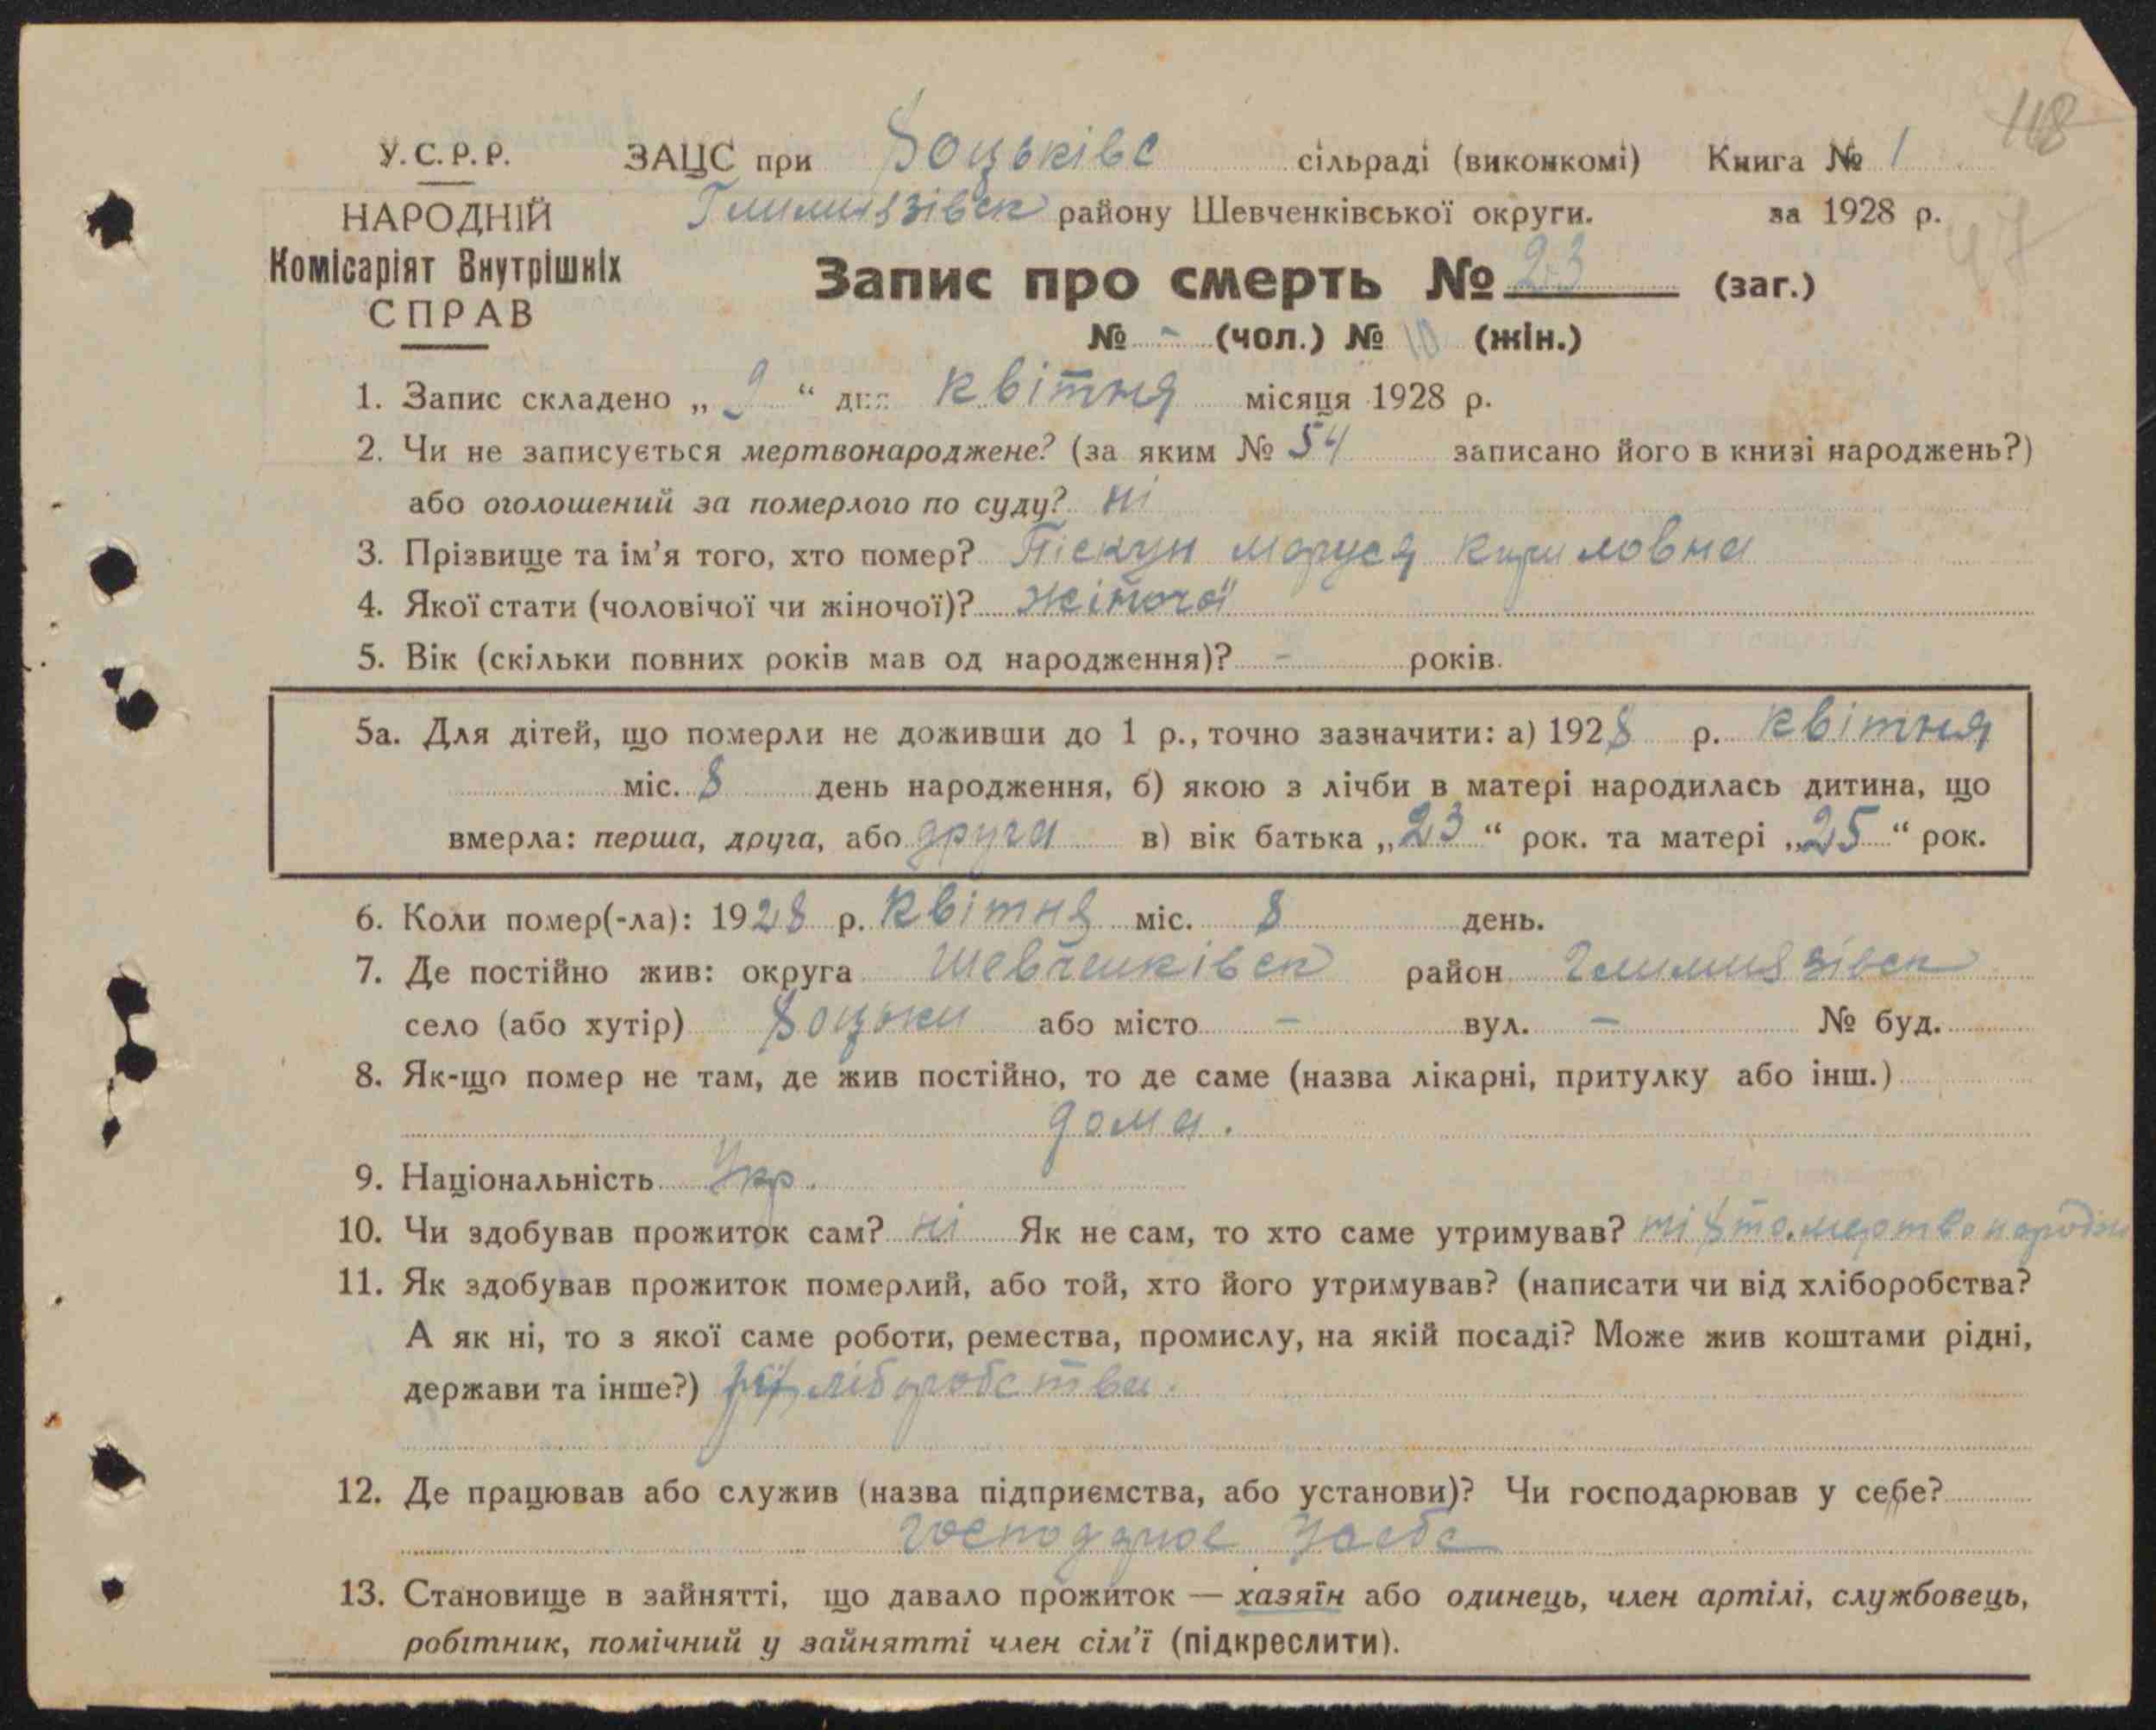 118
У.С.Р.Р. ЗАЦС при Воцьківс сільраді (виконкомі) Книга № 1
НАРОДНІЙ Гельмязівськ району Шевченківської округи. за 1928 р.
47
Комісаріят Внутрішніх
СПРАВ
Запис про смерть № 23 (заг.)
№ - (чол.) № 10 (жін.)
1. Запис складено „ 9 “ дня квітня місяця 1928 р.
2. Чи не записується мертвонароджене? (за яким № 54 записано його в книзі народжень?)
або оголошений за померлого по суду? ні
3. Прізвище та ім’я того, хто помер? Піскун Маруся Кириловна
4. Якої стати (чоловічої чи жіночої)? жіночої
5. Вік (скільки повних років мав од народження)? - років.
5а. Для дітей, що померли не доживши до 1 р., точно зазначити: а) 1928 р. квітня
міс. 8 день народження, б) якою з лічби в матері народилась дитина, що
вмерла: перша, друга, або друга в) вік батька „23“ рок. та матері „25“ рок.
6. Коли помер(-ла): 1928 р. квітня міс. 8 день.
7. Де постійно жив: округа Шевченківськ район
село (або хутір) Воцьки або місто - вул. - № буд.
8. Як-що помер не там, де жив постійно, то де саме (назва лікарні, притулку або інш.)
дома.
9. Національність Укр.
10. Чи здобував прожиток сам? ні Як не сам, то хто саме утримував?
11. Як здобував прожиток померлий, або той, хто його утримував? (написати чи від хліборобства?
А як ні, то з якої саме роботи, ремества, промислу, на якій посаді? Може жив коштами рідні,
держави та інше?) хліборобства.
12. Де працював або служив (назва підприємства, або установи)? Чи господарював у себе?
господарює у себе
13. Становище в зайнятті, що давало прожиток — хазяїн або одинець, член артілі, службовець,
робітник, помічний у зайнятті член сім’ї (підкреслити).